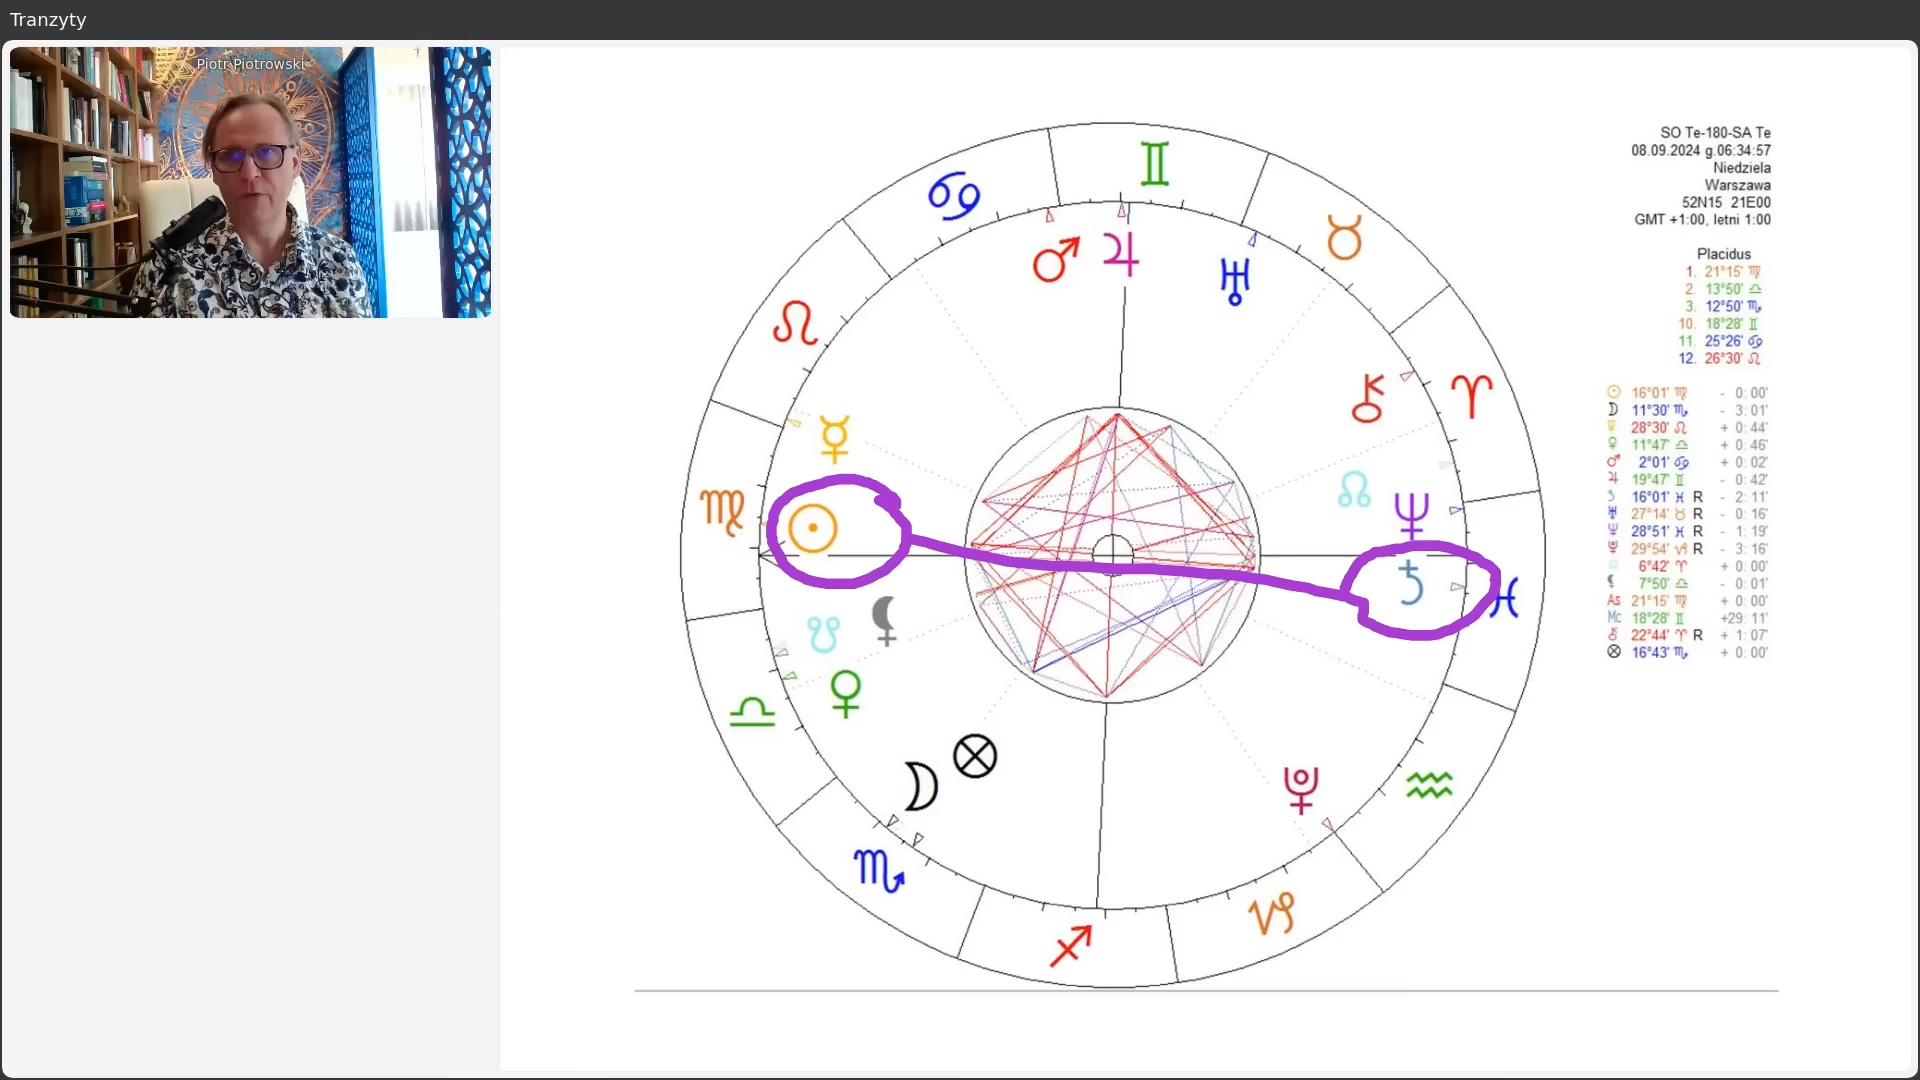 Tranzyty
Piotr Piotrowski
SO Te-180-SA Te
08.09.2024 g.06:34:57
Niedziela
Warszawa
52N15 21E00
GMT +1:00, letni 1:00
Placidus
1. 21°15' ♍
2. 13°50' ♎
3. 12°50' ♏
10. 18°28' ♊
11. 25°26' ♋
12. 26°30' ♌
☉ 16°01' ♍ - 0: 00'
☽ 11°30' ♏ - 3: 01'
☿ 28°30' ♌ + 0: 44'
♀ 11°47' ♎ + 0: 46'
♂ 2°01' ♋ + 0: 02'
♃ 19°47' ♊ - 0: 42'
♄ 16°01' ♓ R - 2: 11'
♅ 27°14' ♉ R - 0: 16'
♆ 28°51' ♓ R - 1: 19'
♇ 29°54' ♑ R - 3: 16'
☊ 6°42' ♈ + 0: 00'
⚸ 7°50' ♎ - 0: 01'
As 21°15' ♍ + 0: 00'
Mc 18°28' ♊ +29: 11'
⚷ 22°44' ♈ R + 1: 07'
⊗ 16°43' ♏ + 0: 00'